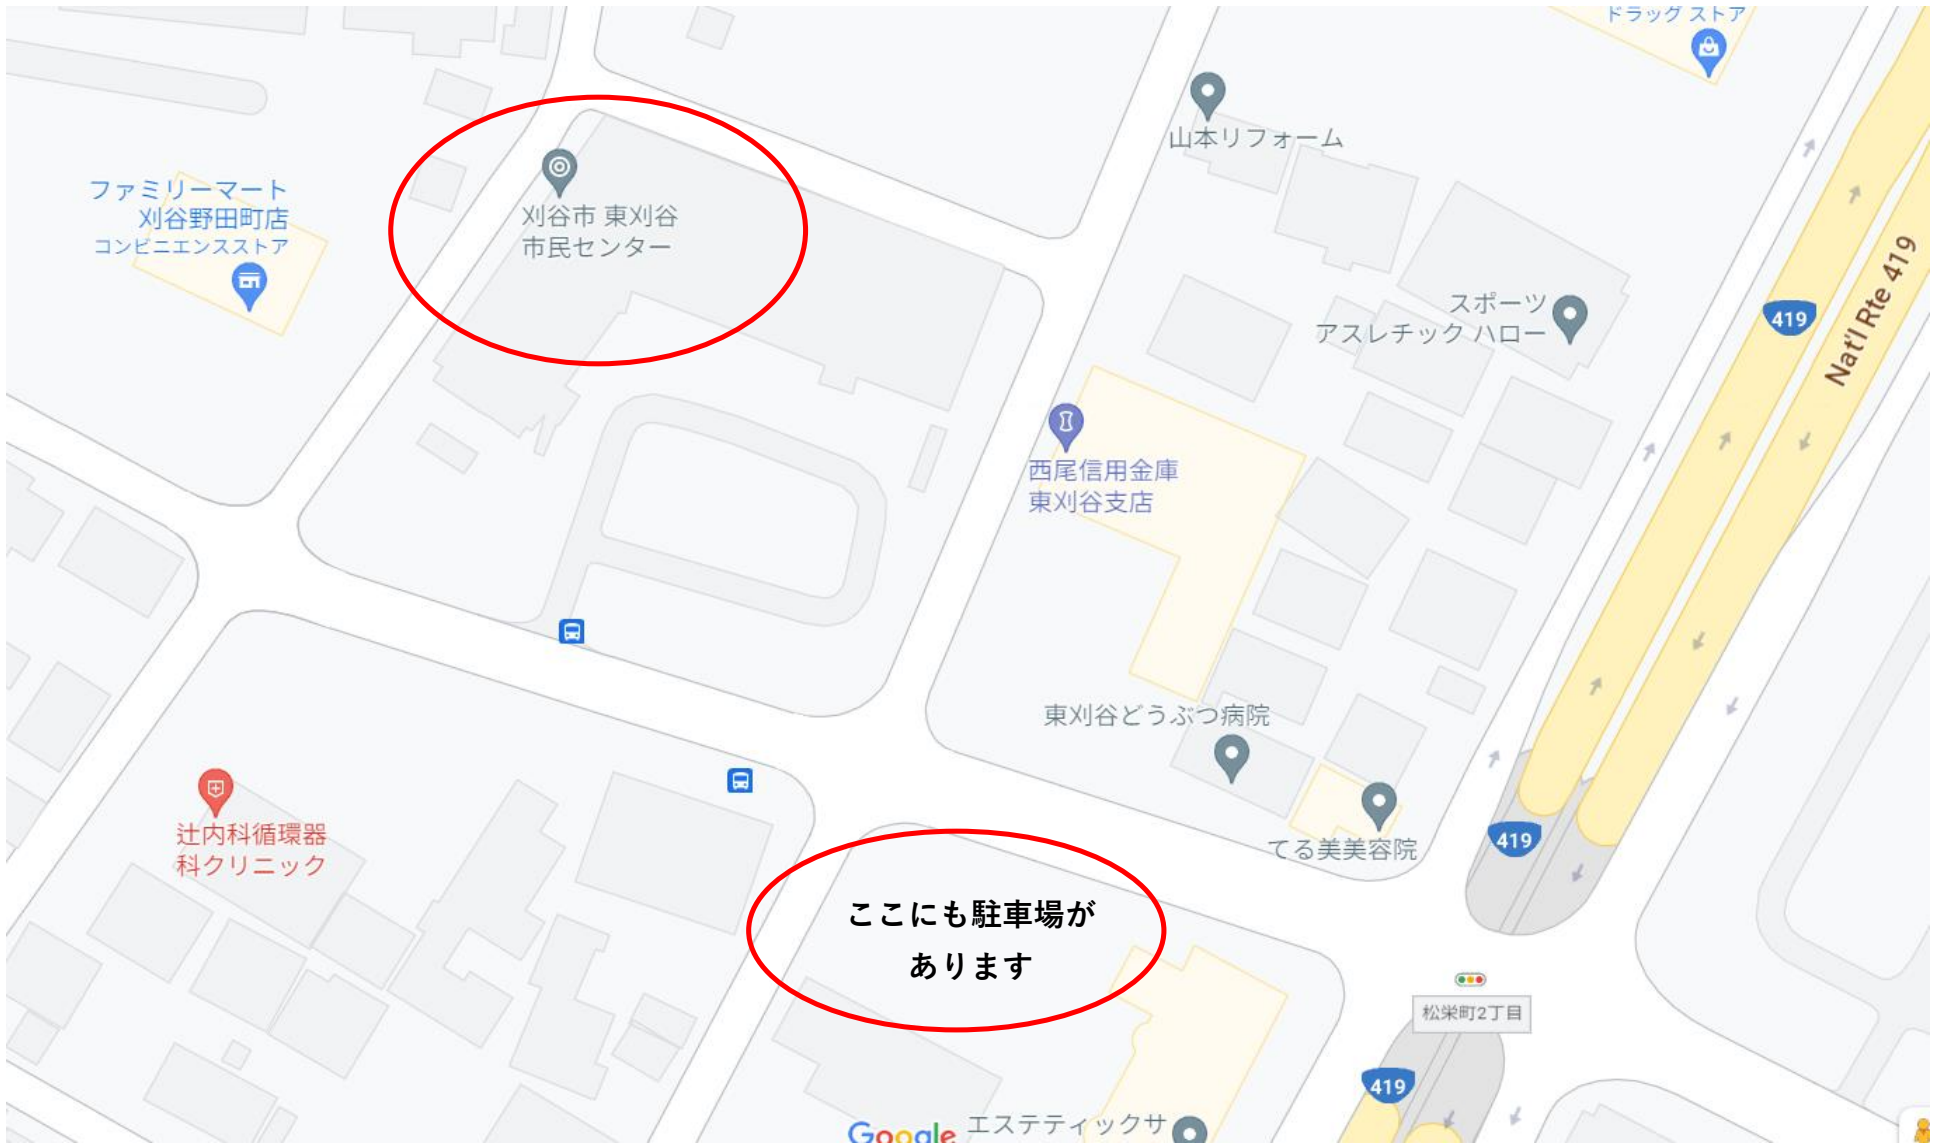 ドラッグ ストア
山本リフォーム
ファミリーマート
刈谷野田町店
コンビニエンスストア
刈谷市 東刈谷
市民センター
スポーツ
アスレチック ハロー
419
Nat'l Rte 419
西尾信用金庫
東刈谷支店
東刈谷どうぶつ病院
てる美美容院
419
辻内科循環器
科クリニック
ここにも駐車場が
あります
松栄町2丁目
419
Google
エステティックサ